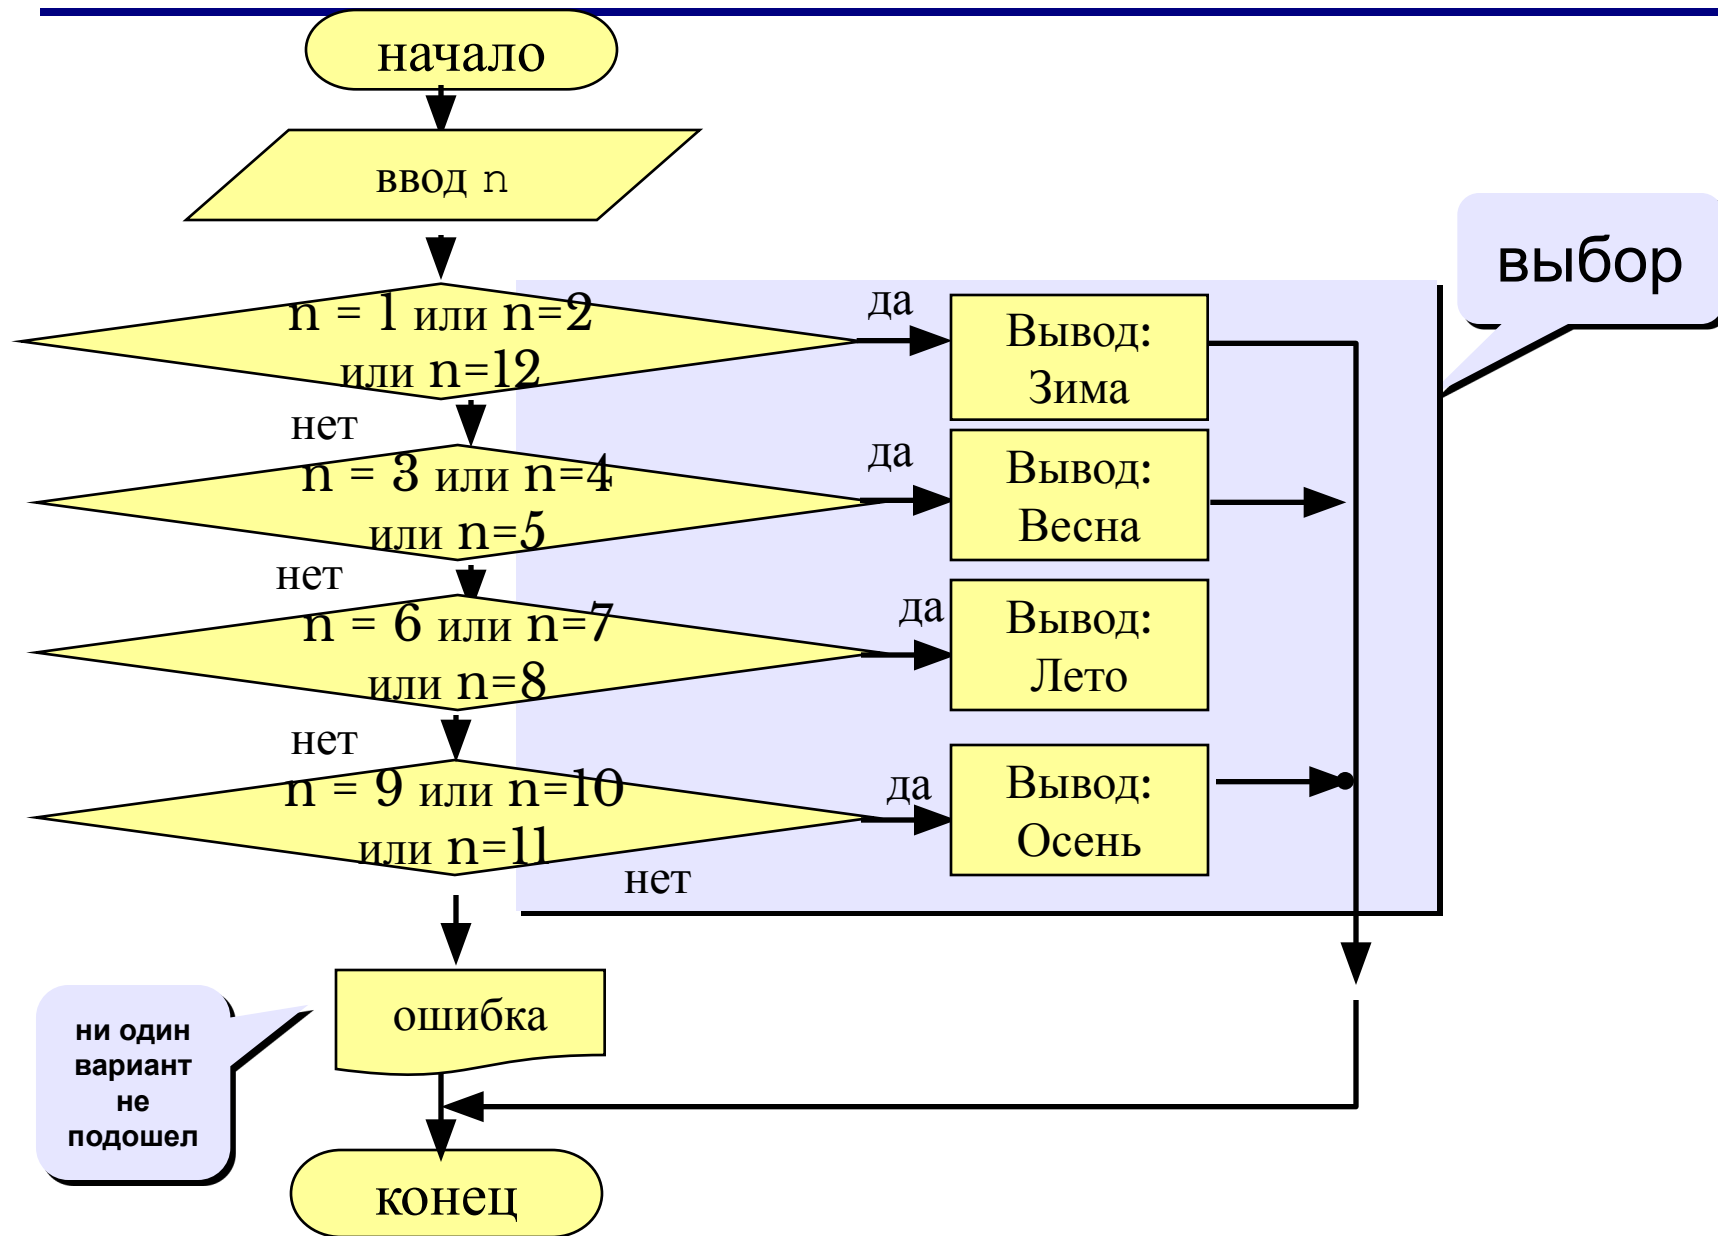 начало
ввод n
выбор
n = 1 или n=2
или n=12
да
Вывод:
Зима
нет
n = 3 или n=4
или n=5
да
Вывод:
Весна
нет
n = 6 или n=7
или n=8
да
Вывод:
Лето
нет
n = 9 или n=10
или n=11
да
Вывод:
Осень
нет
ошибка
ни один
вариант
не
подошел
конец